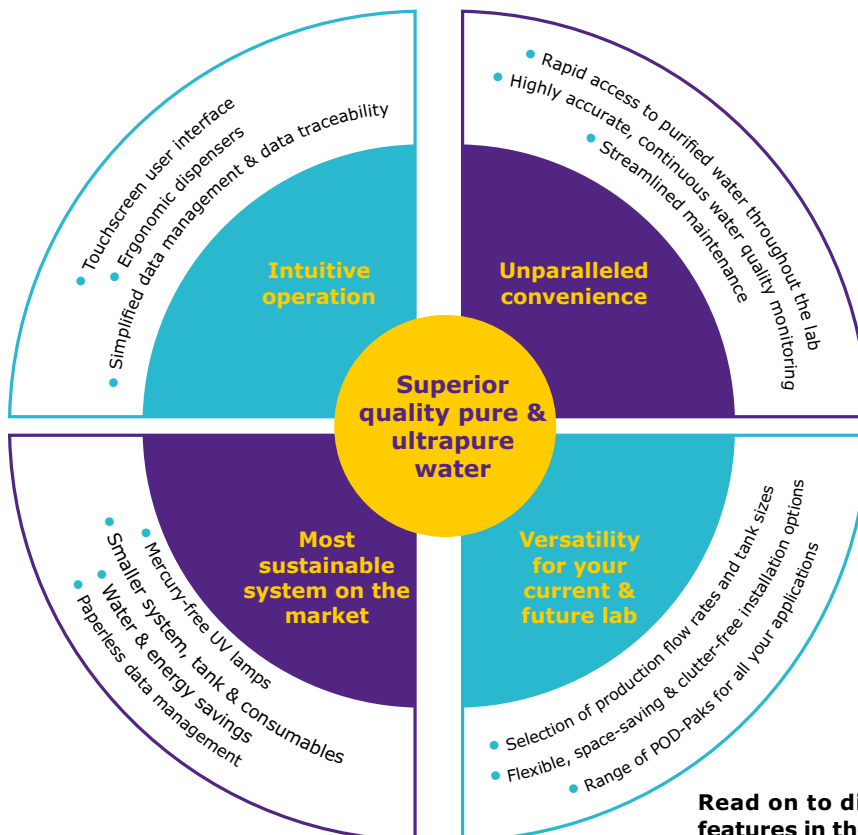 Touchscreen user interface
Ergonomic dispensers
Simplified data management & data traceability
Intuitive
operation
Rapid access to purified water throughout the lab
Highly accurate, continuous water quality monitoring
Streamlined maintenance
Unparalleled
convenience
Superior
quality pure &
ultrapure
water
Most
sustainable
system on the
market
Mercury-free UV lamps
Smaller system, tank & consumables
Water & energy savings
Paperless data management
Versatility
for your
current &
future lab
Selection of production flow rates and tank sizes
Flexible, space-saving & clutter-free installation options
Range of POD-Paks for all your applications
Read on to di
features in th